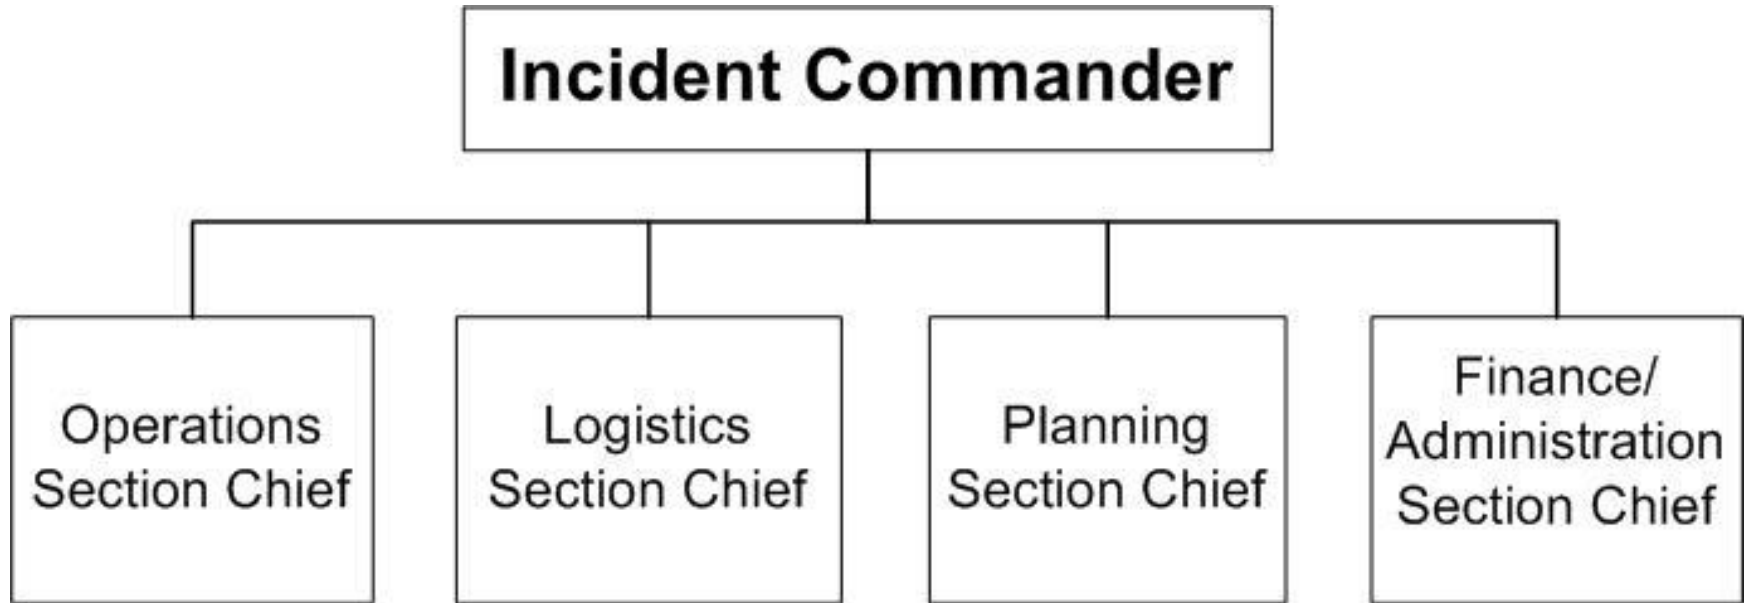 Incident Commander
Operations
Section Chief
Logistics
Section Chief
Planning
Section Chief
Finance/
Administration
Section Chief